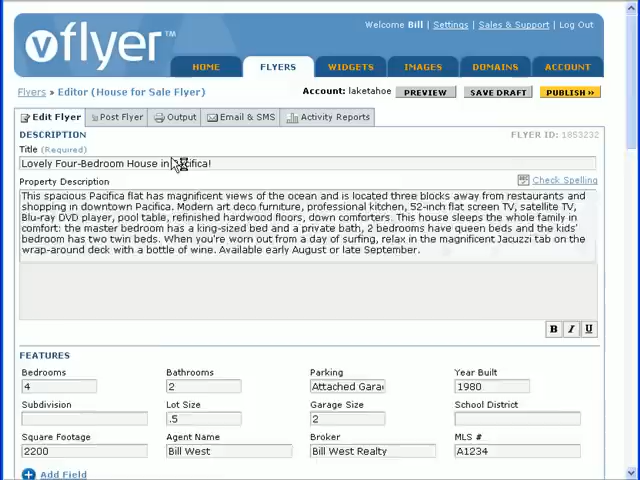 vflyer™
Welcome Bill | Settings | Sales & Support | Log Out
HOME FLYERS WIDGETS IMAGES DOMAINS ACCOUNT
Flyers » Editor (House for Sale Flyer) Account: laketahoe PREVIEW SAVE DRAFT PUBLISH »
Edit Flyer Post Flyer Output Email & SMS Activity Reports
DESCRIPTION FLYER ID: 1853232
Title (Required)
Lovely Four-Bedroom House in Pacifica!
Property Description Check Spelling
This spacious Pacifica flat has magnificent views of the ocean and is located three blocks away from restaurants and
shopping in downtown Pacifica. Modern art deco furniture, professional kitchen, 52-inch flat screen TV, satellite TV,
Blu-ray DVD player, pool table, refinished hardwood floors, down comforters. This house sleeps the whole family in
comfort: the master bedroom has a king-sized bed and a private bath, 2 bedrooms have queen beds and the kids'
bedroom has two twin beds. When you're worn out from a day of surfing, relax in the magnificent Jacuzzi tab on the
wrap-around deck with a bottle of wine. Available early August or late September.
B I U
FEATURES
Bedrooms Bathrooms Parking Year Built
4 2 Attached Gara 1980
Subdivision Lot Size Garage Size School District
.5 2
Square Footage Agent Name Broker MLS #
2200 Bill West Bill West Realty A1234
Add Field